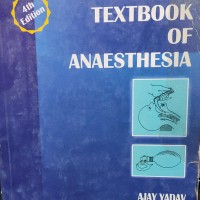 4th
Edition
TEXTBOOK
OF
ANAESTHESIA
AJAY YADAV